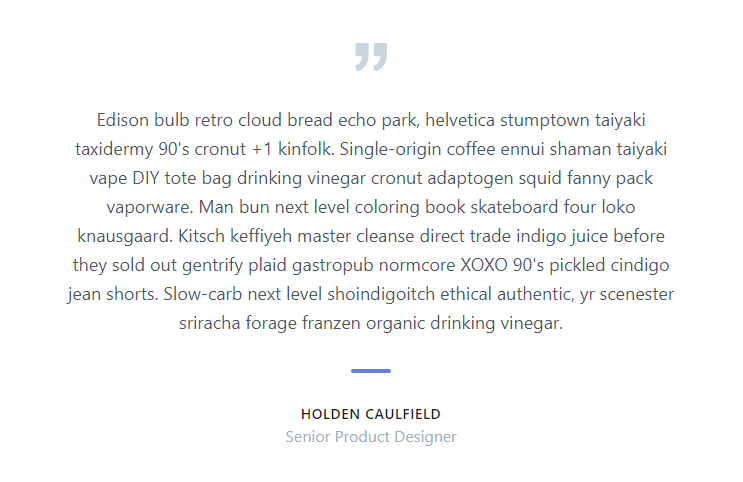 Edison bulb retro cloud bread echo park, helvetica stumptown taiyaki
taxidermy 90's cronut +1 kinfolk. Single-origin coffee ennui shaman taiyaki
vape DIY tote bag drinking vinegar cronut adaptogen squid fanny pack
vaporware. Man bun next level coloring book skateboard four loko
knausgaard. Kitsch keffiyeh master cleanse direct trade indigo juice before
they sold out gentrify plaid gastropub normcore XOXO 90's pickled cindigo
jean shorts. Slow-carb next level shoindigoitch ethical authentic, yr scenester
sriracha forage franzen organic drinking vinegar.
HOLDEN CAULFIELD
Senior Product Designer